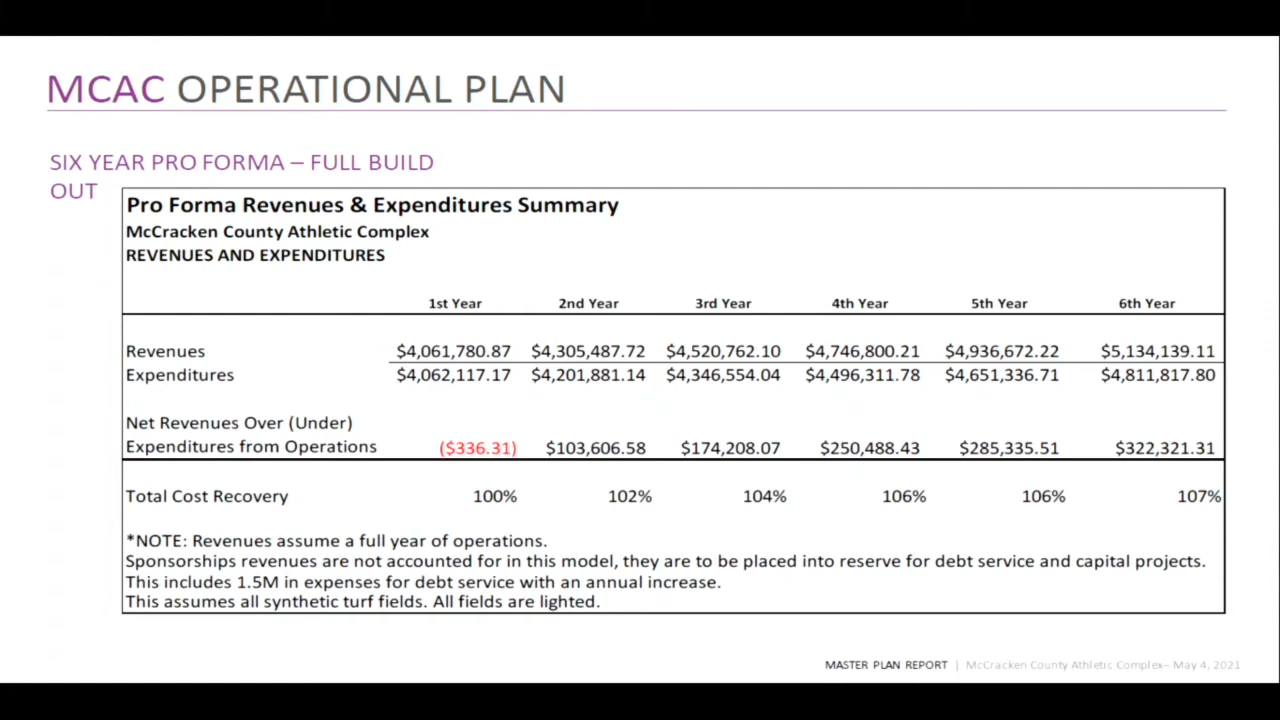 MCAC OPERATIONAL PLAN
SIX YEAR PRO FORMA – FULL BUILD
OUT
Pro Forma Revenues & Expenditures Summary
McCracken County Athletic Complex
REVENUES AND EXPENDITURES
1st Year 2nd Year 3rd Year 4th Year 5th Year 6th Year
Revenues $4,061,780.87 $4,305,487.72 $4,520,762.10 $4,746,800.21 $4,936,672.22 $5,134,139.11
Expenditures $4,062,117.17 $4,201,881.14 $4,346,554.04 $4,496,311.78 $4,651,336.71 $4,811,817.80
Net Revenues Over (Under)
Expenditures from Operations ($336.31) $103,606.58 $174,208.07 $250,488.43 $285,335.51 $322,321.31
Total Cost Recovery 100% 102% 104% 106% 106% 107%
*NOTE: Revenues assume a full year of operations.
Sponsorships revenues are not accounted for in this model, they are to be placed into reserve for debt service and capital projects.
This includes 1.5M in expenses for debt service with an annual increase.
This assumes all synthetic turf fields. All fields are lighted.
MASTER PLAN REPORT | McCracken County Athletic Complex– May 4, 2021